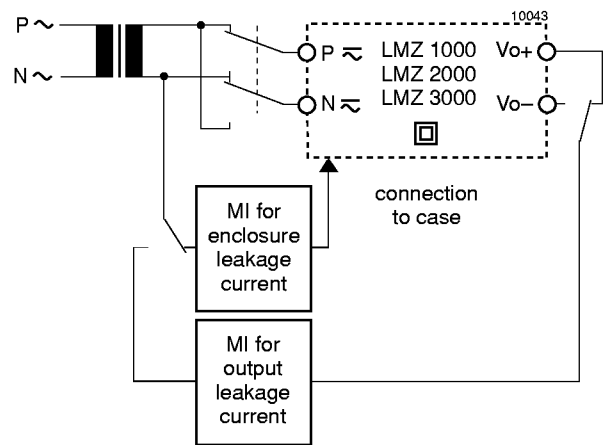 10043
P ∼
P ⎓∼ LMZ 1000 Vo+
LMZ 2000
N ∼
N ⎓∼ LMZ 3000 Vo−
connection
to case
MI for
enclosure
leakage
current
MI for
output
leakage
current